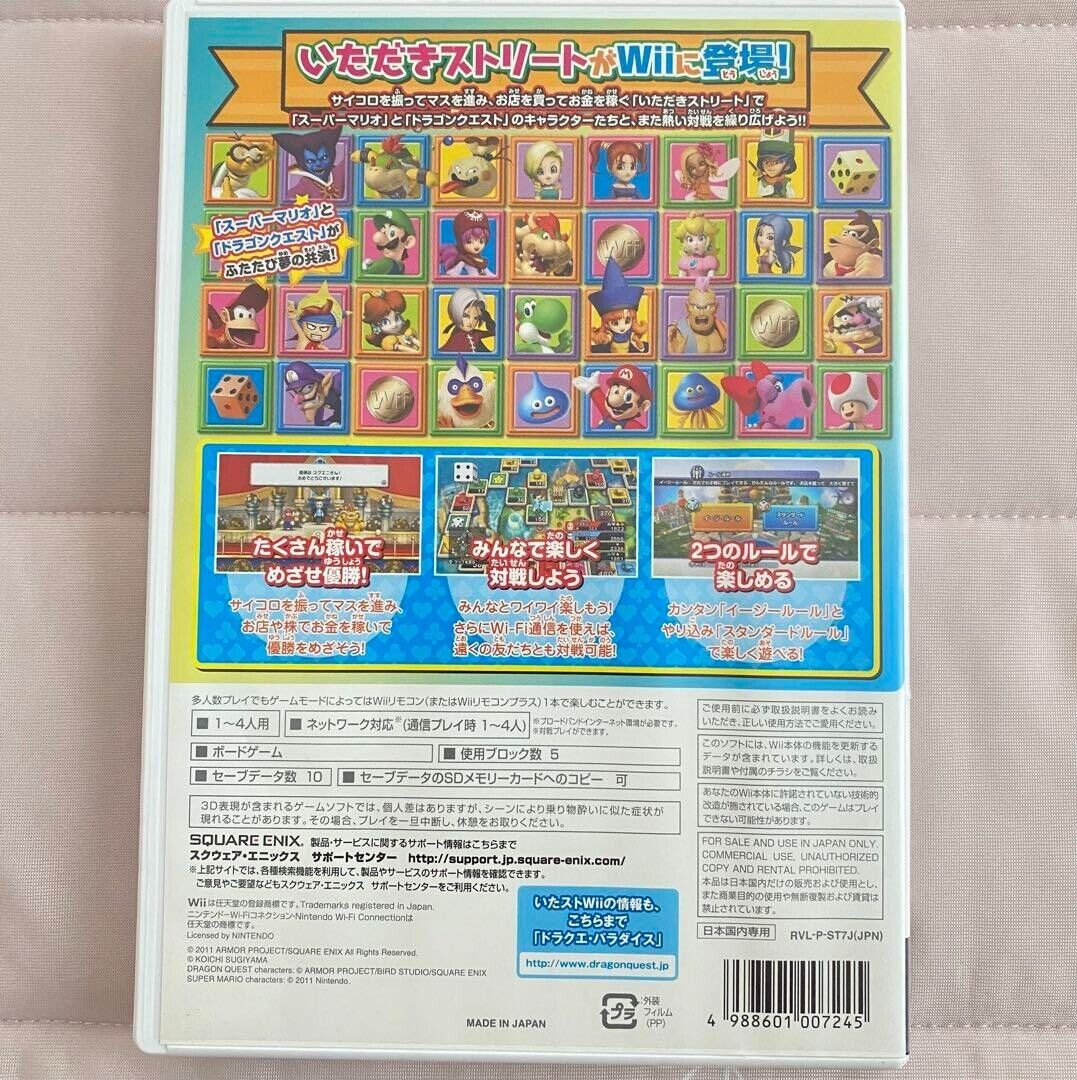 いただきストリートがWiiに登場!
サイコロを振ってマスを進み、お店を買ってお金を稼ぐ「いただきストリート」で
「スーパーマリオ」と「ドラゴンクエスト」のキャラクターたちと、また熱い対戦を繰り広げよう!!
「スーパーマリオ」と
「ドラゴンクエスト」が
ふたたび夢の共演!
Wii
Wii
Wii
優勝は スクエニさん!
おめでとうございます!
たくさん稼いで
めざせ優勝!
サイコロを振ってマスを進み、
お店や株でお金を稼いで
優勝をめざそう!
みんなで楽しく
対戦しよう
みんなとワイワイ楽しもう!
さらにWi-Fi通信を使えば、
遠くの友だちとも対戦可能!
イージールール
スタンダード
ルール
2つのルールで
楽しめる
カンタン「イージールール」と
やり込み「スタンダードルール」
で楽しく遊べる!
多人数プレイでもゲームモードによってはWiiリモコン(またはWiiリモコンプラス)1本で楽しむことができます。
■ 1~4人用
■ ネットワーク対応※(通信プレイ時 1~4人)
※ブロードバンドインターネット環境が必要です。
※対戦プレイができます。
■ ボードゲーム
■ 使用ブロック数 5
■ セーブデータ数 10
■ セーブデータのSDメモリーカードへのコピー 可
3D表現が含まれるゲームソフトでは、個人差はありますが、シーンにより乗り物酔いに似た症状が
現れることがあります。その場合、プレイを一旦中断し、休憩をお取りください。
SQUARE ENIX. 製品・サービスに関するサポート情報はこちらまで
スクウェア・エニックス サポートセンター http://support.jp.square-enix.com/
※上記サイトでは、各種検索機能を利用して、製品やサービスのサポート情報を確認いただけます。
ご意見やご要望などもスクウェア・エニックス サポートセンターをご利用ください。
Wiiは任天堂の登録商標です。Trademarks registered in Japan.
ニンテンドーWi-Fiコネクション・Nintendo Wi-Fi Connectionは
任天堂の商標です。
Licensed by NINTENDO
© 2011 ARMOR PROJECT/SQUARE ENIX All Rights Reserved.
© KOICHI SUGIYAMA
DRAGON QUEST characters: © ARMOR PROJECT/BIRD STUDIO/SQUARE ENIX
SUPER MARIO characters: © 2011 Nintendo.
いたストWiiの情報も、
こちらまで
「ドラクエ・パラダイス」
http://www.dragonquest.jp
ご使用前に必ず取扱説明書をよくお読み
いただき、正しい使用方法でご愛用ください。
このソフトには、Wii本体の機能を更新する
データが含まれています。詳しくは、取扱
説明書や付属のチラシをご覧ください。
あなたのWii本体に許諾されていない技術的
改造が施されている場合、このゲームはプレイ
できない可能性があります。
FOR SALE AND USE IN JAPAN ONLY.
COMMERCIAL USE, UNAUTHORIZED
COPY AND RENTAL PROHIBITED.
本品は日本国内だけの販売および使用とし、
また商業目的の使用や無断複製および賃貸は
禁止されています。
日本国内専用
RVL-P-ST7J(JPN)
MADE IN JAPAN
プラ
:外装
フィルム
(PP)
4 988601 007245